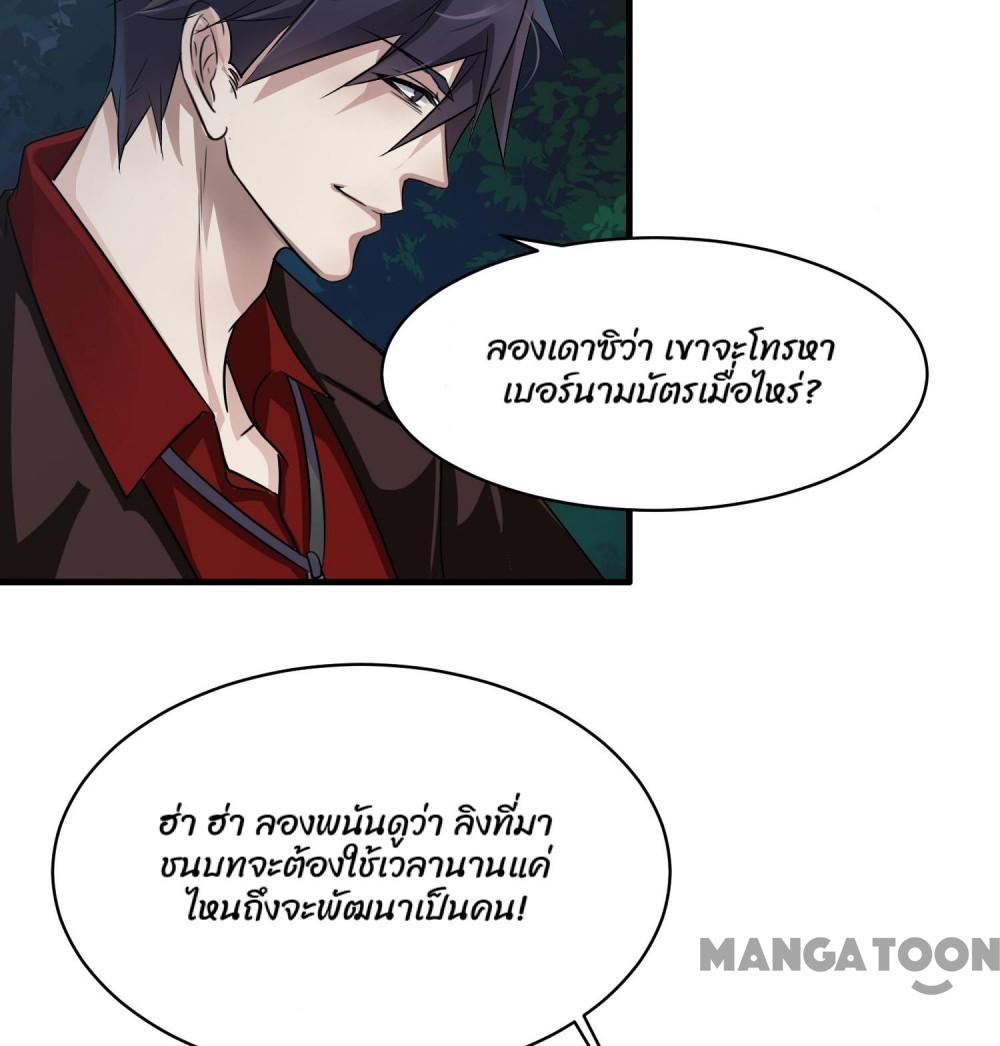 ลองเดาซิว่า เขาจะโทรหา
เบอร์นามบัตรเมื่อไหร่?
ฮ่า ฮ่า ลองพนันดูว่า ลิงที่มา
ชนบทจะต้องใช้เวลานานแค่
ไหนถึงจะพัฒนาเป็นคน!
MANGATOON